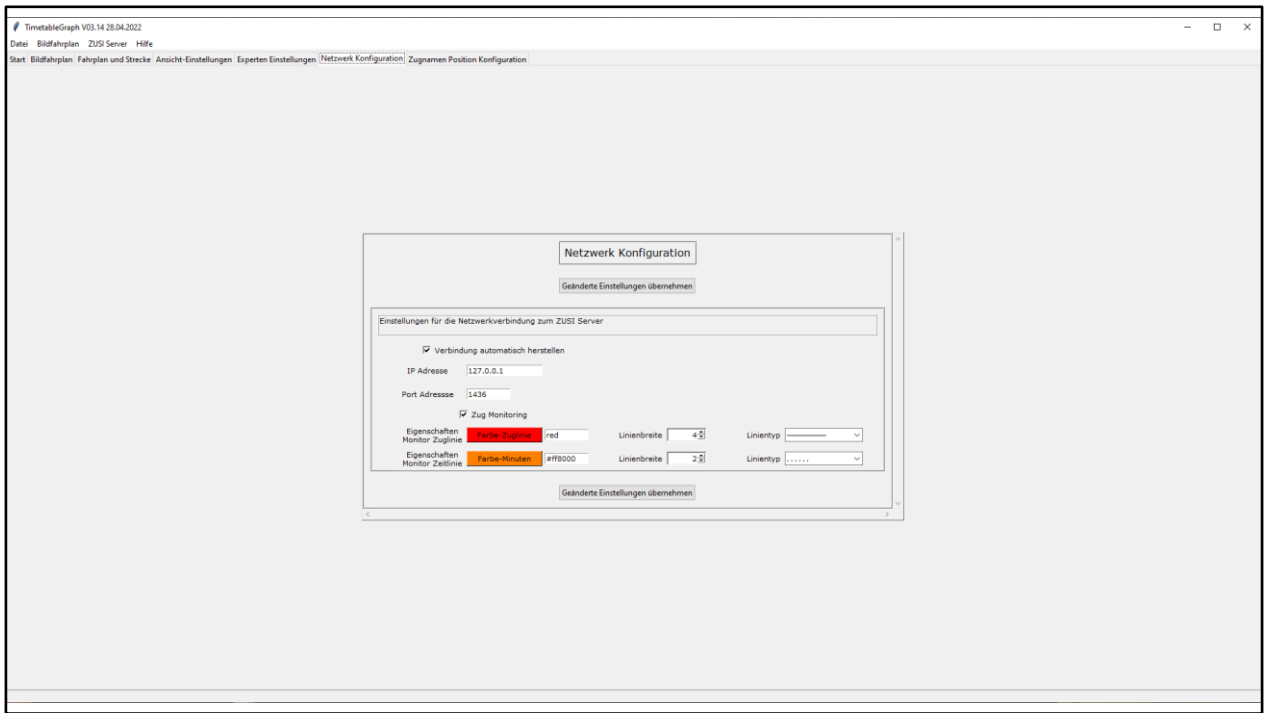 TimetableGraph V03.14 28.04.2022
Datei Bildfahrplan ZUSI Server Hilfe
Start Bildfahrplan Fahrplan und Strecke Ansicht-Einstellungen Experten Einstellungen Netzwerk Konfiguration Zugnamen Position Konfiguration
Netzwerk Konfiguration
Geänderte Einstellungen übernehmen
Einstellungen für die Netzwerkverbindung zum ZUSI Server
Verbindung automatisch herstellen
IP Adresse 127.0.0.1
Port Adressse 1436
Zug Monitoring
Eigenschaften
Monitor Zuglinie Farbe-Zuglinie red Linienbreite 4 Linientyp
Eigenschaften
Monitor Zeitlinie Farbe-Minuten #ff8000 Linienbreite 2 Linientyp ......
Geänderte Einstellungen übernehmen